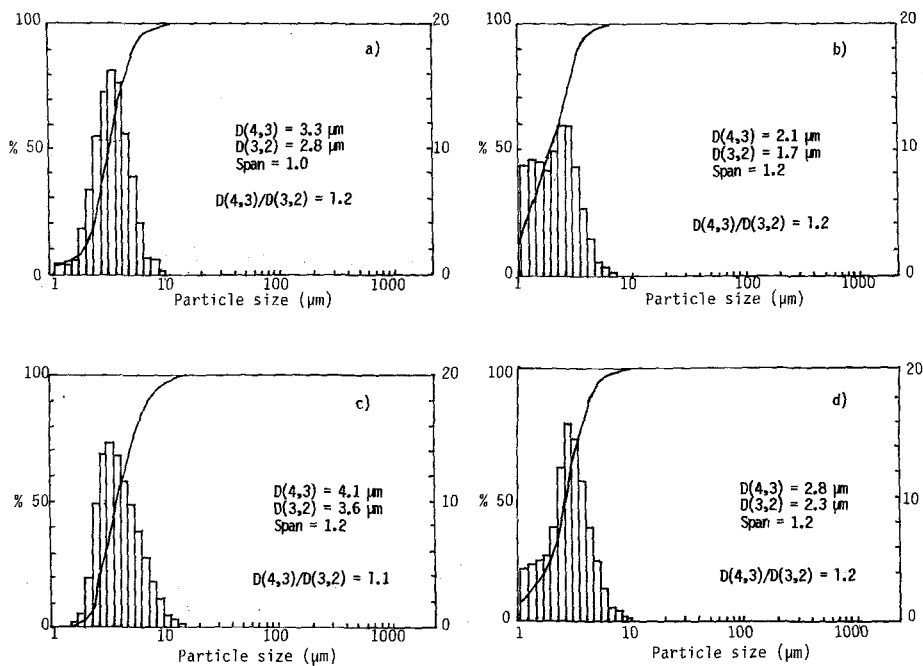 100
20
a)
D(4,3) = 3.3 µm
D(3,2) = 2.8 µm
Span = 1.0
% 50
10
D(4,3)/D(3,2) = 1.2
0
0
1 10 100 1000
Particle size (µm)
100
20
b)
D(4,3) = 2.1 µm
D(3,2) = 1.7 µm
Span = 1.2
% 50
10
D(4,3)/D(3,2) = 1.2
0
0
1 10 100 1000
Particle size (µm)
100
20
c)
D(4,3) = 4.1 µm
D(3,2) = 3.6 µm
Span = 1.2
% 50
10
D(4,3)/D(3,2) = 1.1
0
0
1 10 100 1000
Particle size (µm)
100
20
d)
D(4,3) = 2.8 µm
D(3,2) = 2.3 µm
Span = 1.2
% 50
10
D(4,3)/D(3,2) = 1.2
0
0
1 10 100 1000
Particle size (µm)